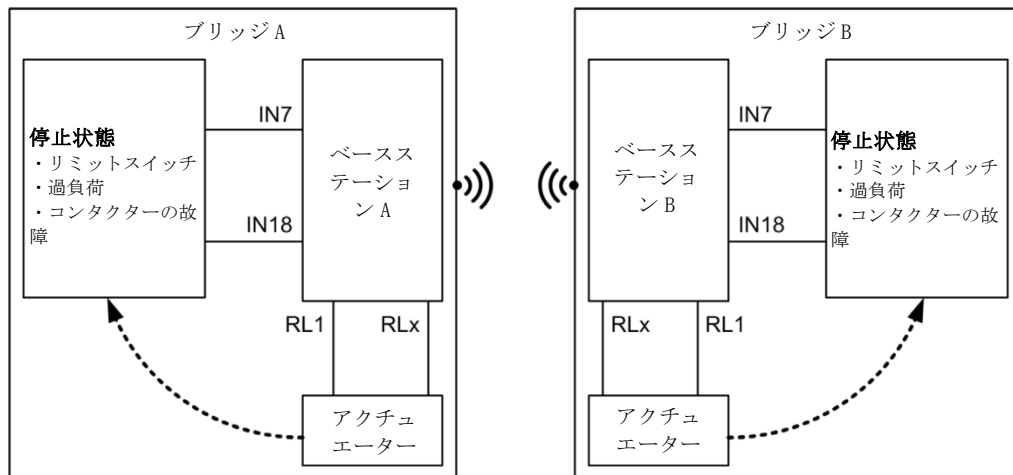 ブリッジA
停止状態
・リミットスイッチ
・過負荷
・コンタクターの故
障
IN7
IN18
ベースス
テーショ
ン A
RL1
RLx
アクチュ
エーター
ブリッジB
ベースス
テーショ
ン B
IN7
IN18
停止状態
・リミットスイッチ
・過負荷
・コンタクターの故
障
RLx
RL1
アクチュ
エーター